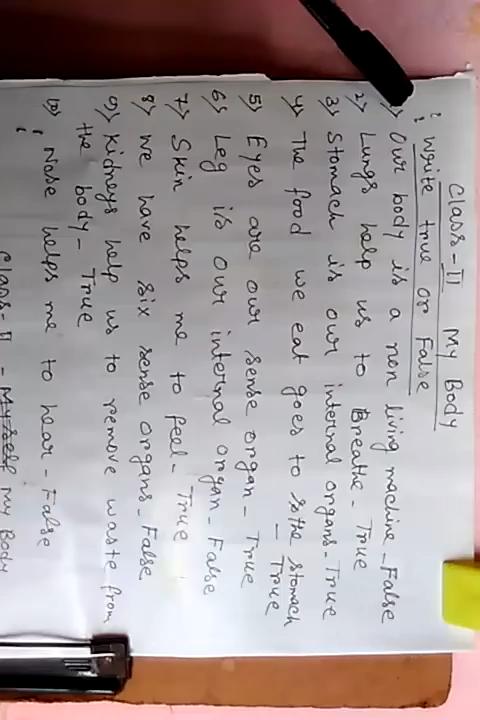 Class-II My Body
: Write true or False
1) Our body is a non living machine - False
2) Lungs help us to Breathe - True
3) Stomach is our internal organs - True
4) The food we eat goes to the stomach
- True
5) Eyes are our sense organ - True
6) Leg is our internal organ - False
7) Skin helps me to feel - True
8) We have six sense organs - False
9) Kidneys help us to remove waste from
the body - True
10) Nose helps me to hear - False
Class-II - My Body